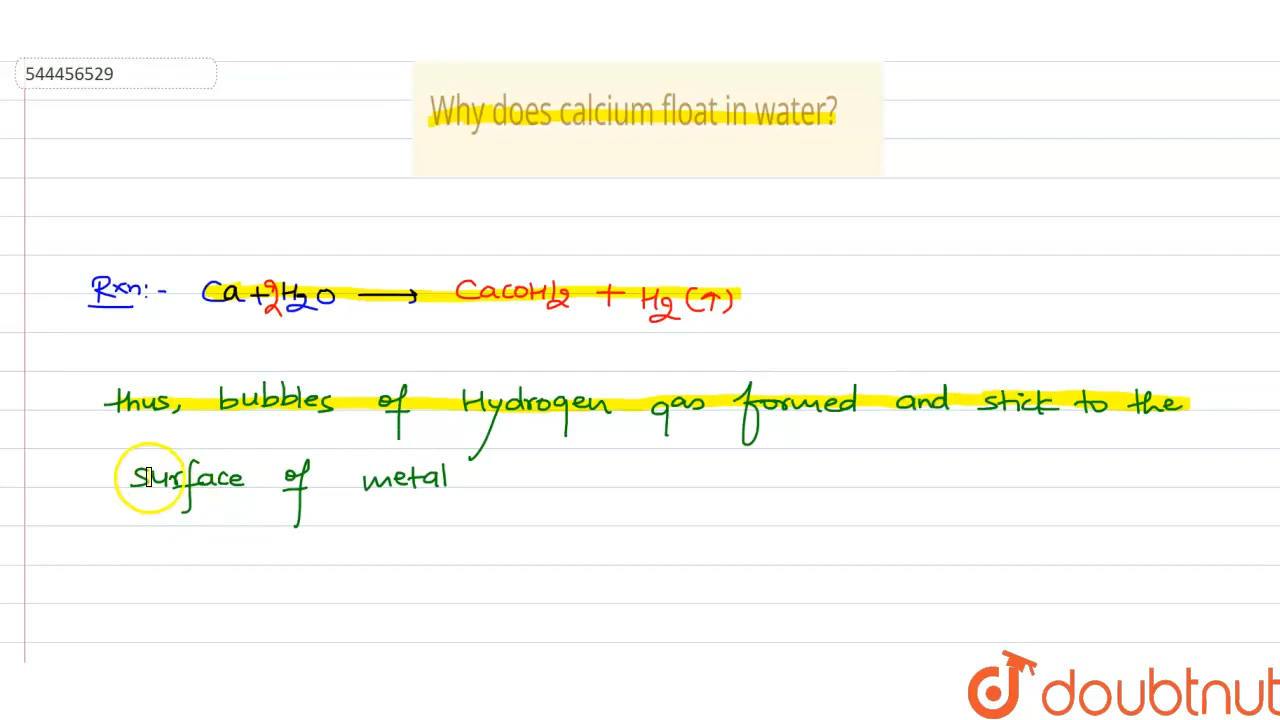 544456529
Why does calcium float in water?
Rxn:- Ca + 2H2O ⟶ Ca(OH)2 + H2(↑)
thus, bubbles of Hydrogen gas formed and stick to the
surface of metal
doubtnut